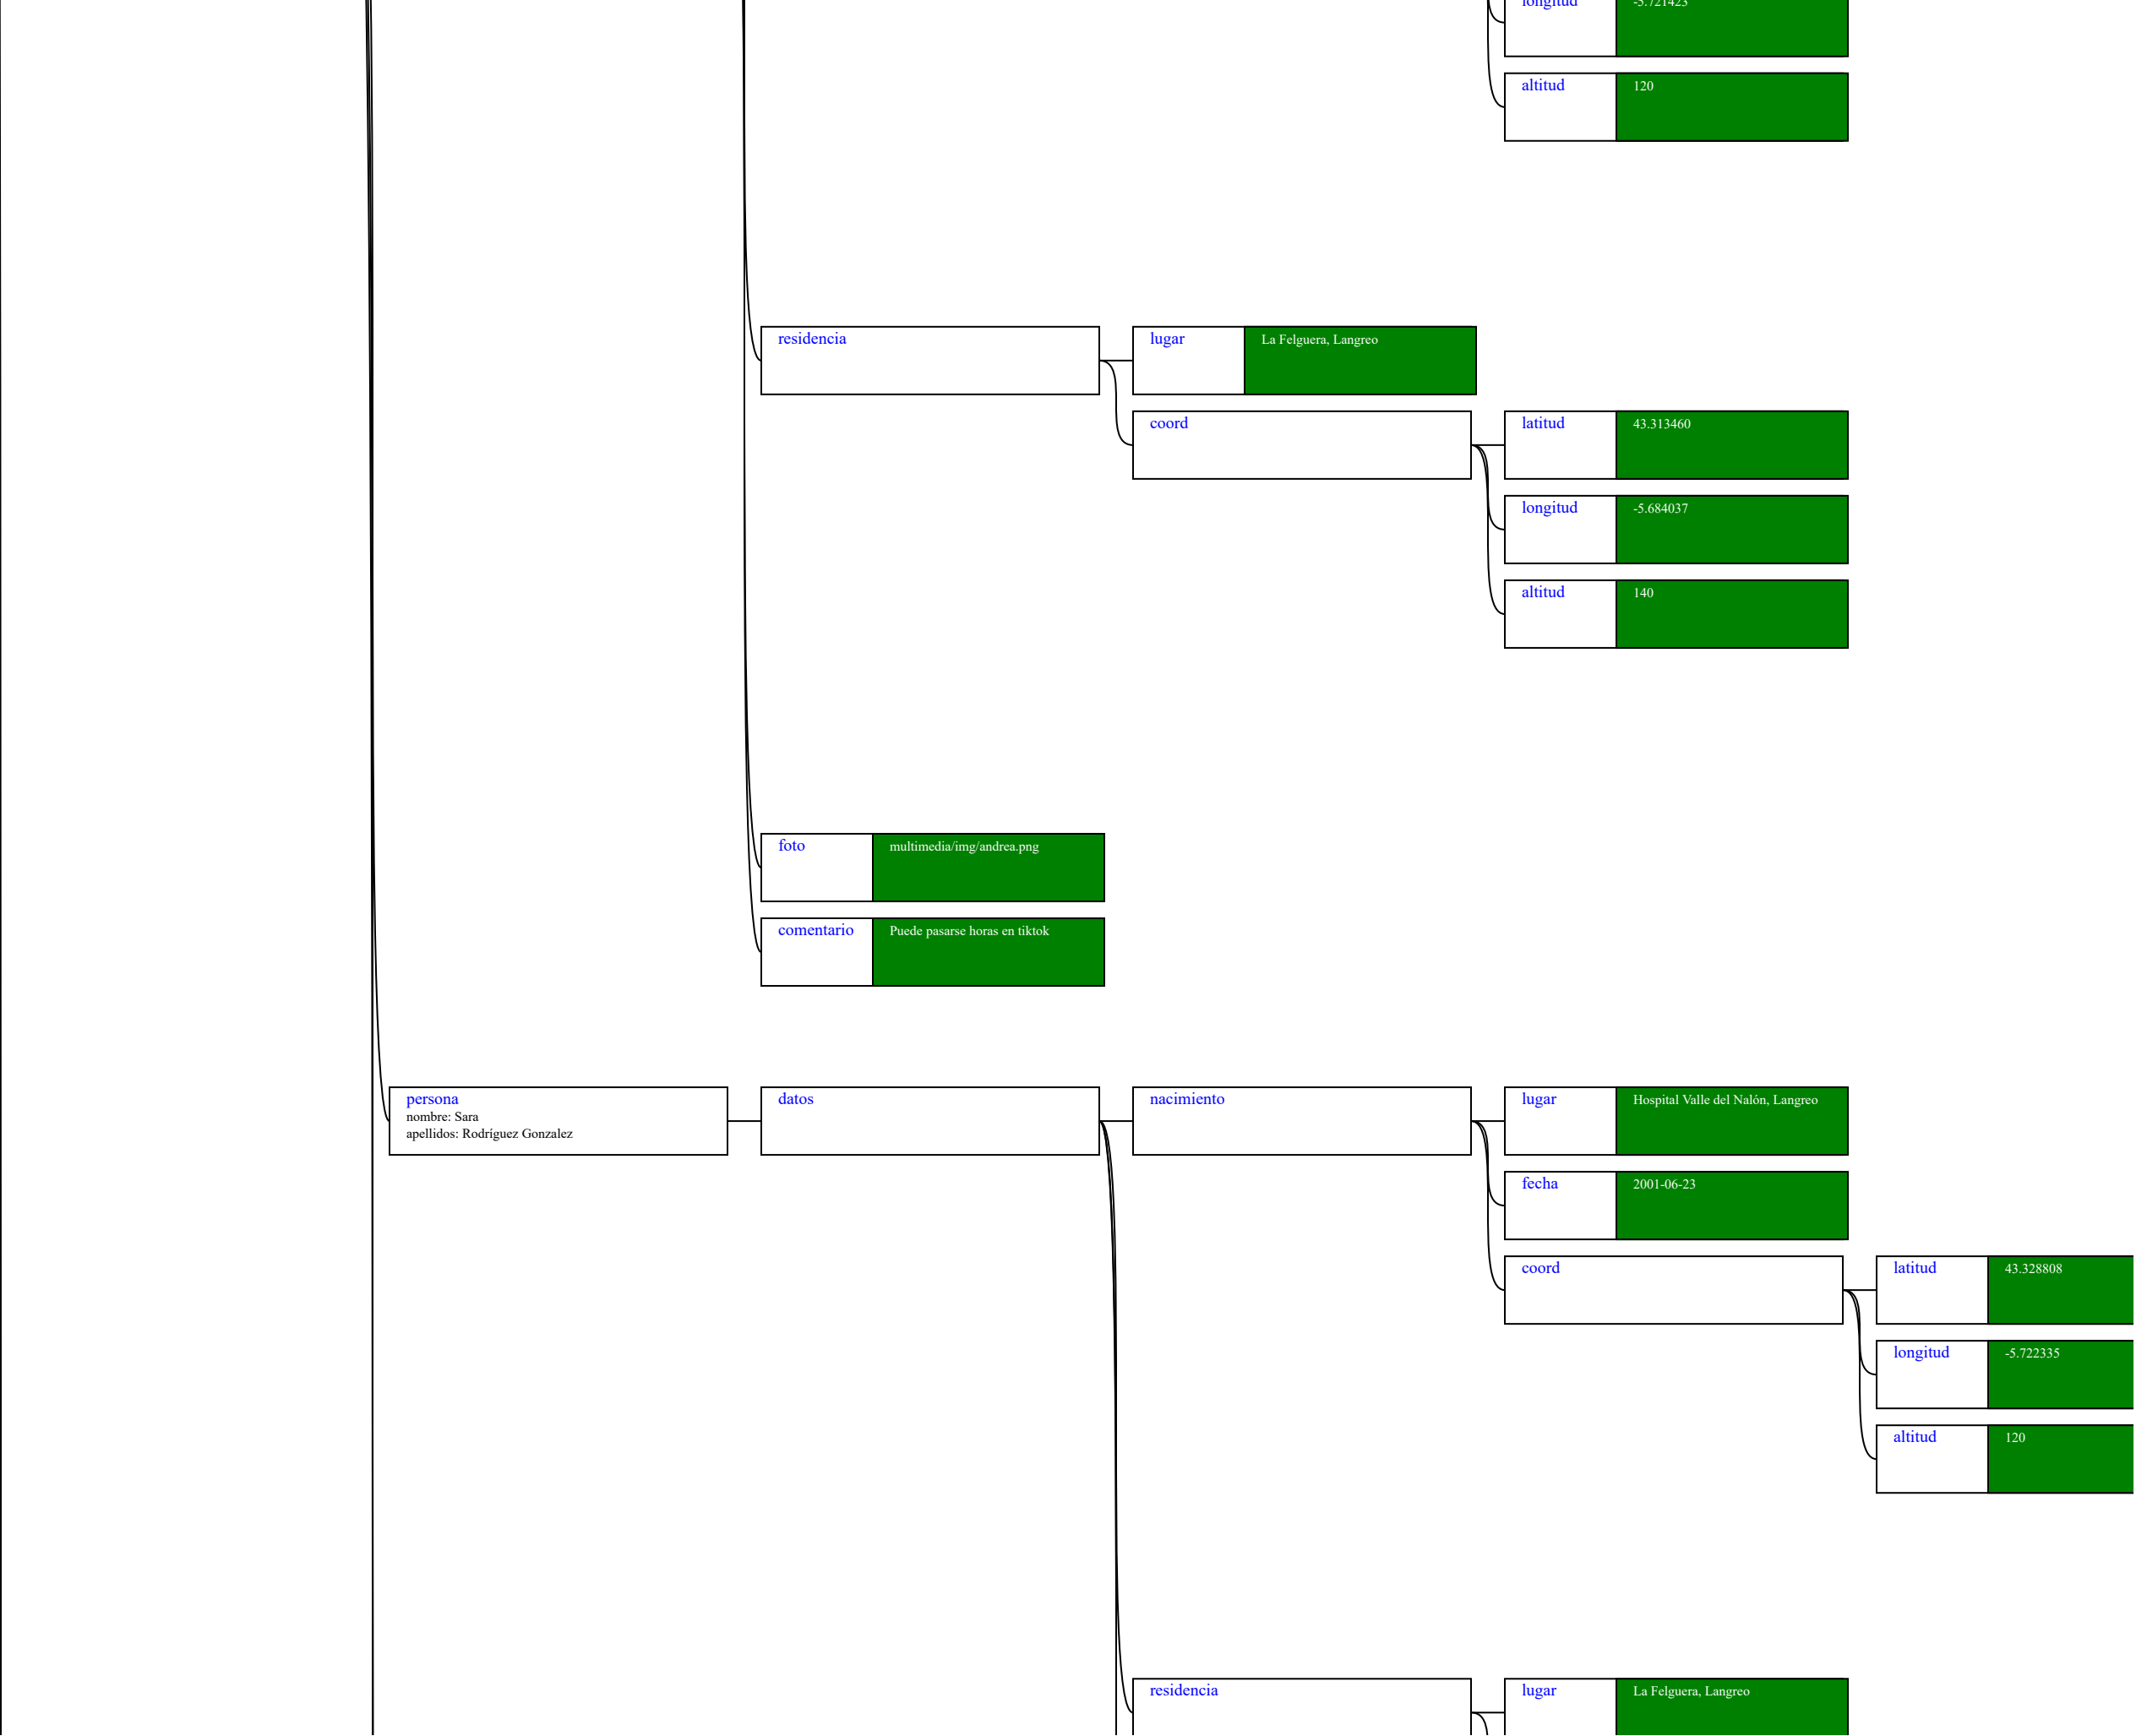 longitud -5.721423
altitud 120
residencia lugar La Felguera, Langreo
coord latitud 43.313460
longitud -5.684037
altitud 140
foto multimedia/img/andrea.png
comentario Puede pasarse horas en tiktok
persona datos nacimiento lugar Hospital Valle del Nalón, Langreo
nombre: Sara
apellidos: Rodríguez Gonzalez
fecha 2001-06-23
coord latitud 43.328808
longitud -5.722335
altitud 120
residencia lugar La Felguera, Langreo